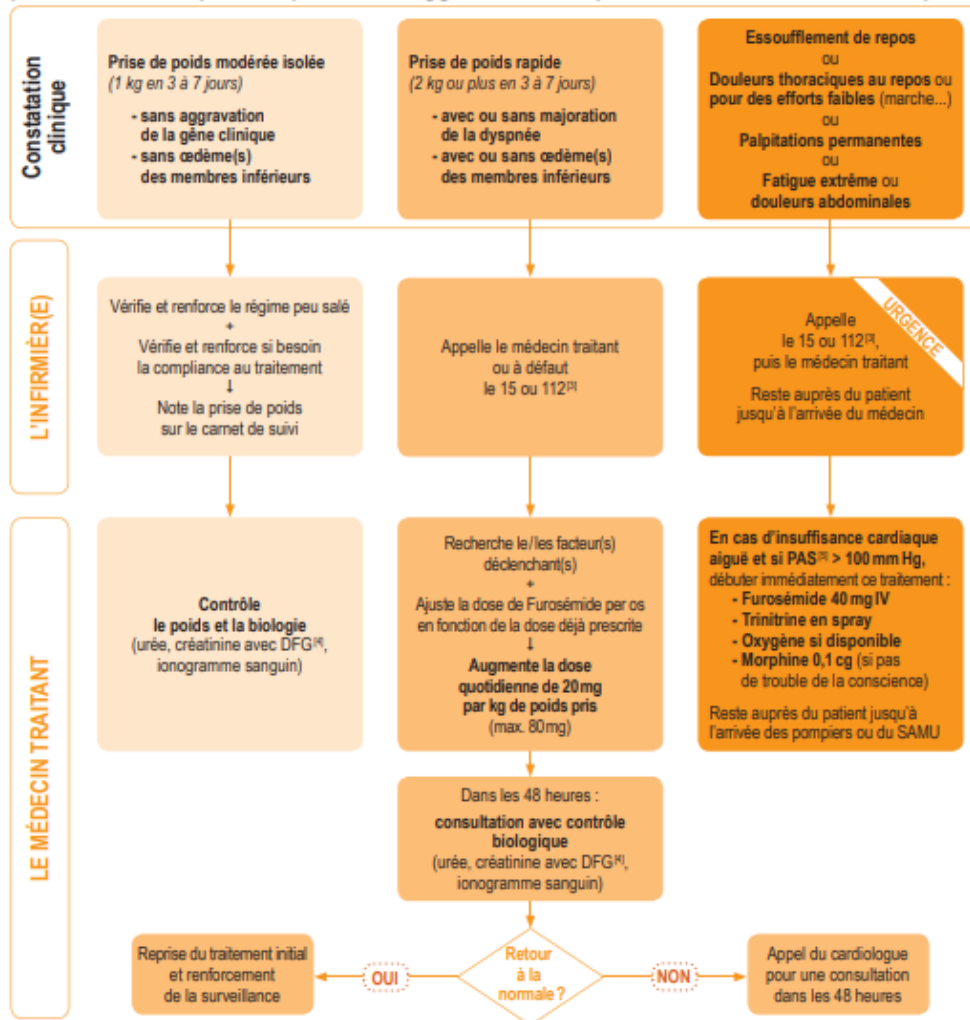 Constatation
clinique
Prise de poids modérée isolée
(1 kg en 3 à 7 jours)
- sans aggravation
de la gêne clinique
- sans œdème(s)
des membres inférieurs
Prise de poids rapide
(2 kg ou plus en 3 à 7 jours)
- avec ou sans majoration
de la dyspnée
- avec ou sans œdème(s)
des membres inférieurs
Essoufflement de repos
ou
Douleurs thoraciques au repos ou
pour des efforts faibles (marche...)
ou
Palpitations permanentes
ou
Fatigue extrême ou
douleurs abdominales
L'INFIRMIÈR(E)
Vérifie et renforce le régime peu salé
+
Vérifie et renforce si besoin
la compliance au traitement
↓
Note la prise de poids
sur le carnet de suivi
Appelle le médecin traitant
ou à défaut
le 15 ou 112[3]
URGENCE
Appelle
le 15 ou 112[3],
puis le médecin traitant
Reste auprès du patient
jusqu'à l'arrivée du médecin
LE MÉDECIN TRAITANT
Contrôle
le poids et la biologie
(urée, créatinine avec DFG[4],
ionogramme sanguin)
Recherche le/les facteur(s)
déclenchant(s)
+
Ajuste la dose de Furosémide per os
en fonction de la dose déjà prescrite
↓
Augmente la dose
quotidienne de 20 mg
par kg de poids pris
(max. 80 mg)
En cas d'insuffisance cardiaque
aiguë et si PAS[5] > 100 mm Hg,
débuter immédiatement ce traitement :
- Furosémide 40 mg IV
- Trinitrine en spray
- Oxygène si disponible
- Morphine 0,1 cg (si pas
de trouble de la conscience)
Reste auprès du patient jusqu'à
l'arrivée des pompiers ou du SAMU
Dans les 48 heures :
consultation avec contrôle
biologique
(urée, créatinine avec DFG[4],
ionogramme sanguin)
Reprise du traitement initial
et renforcement
de la surveillance
OUI
Retour
à la
normale ?
NON
Appel du cardiologue
pour une consultation
dans les 48 heures